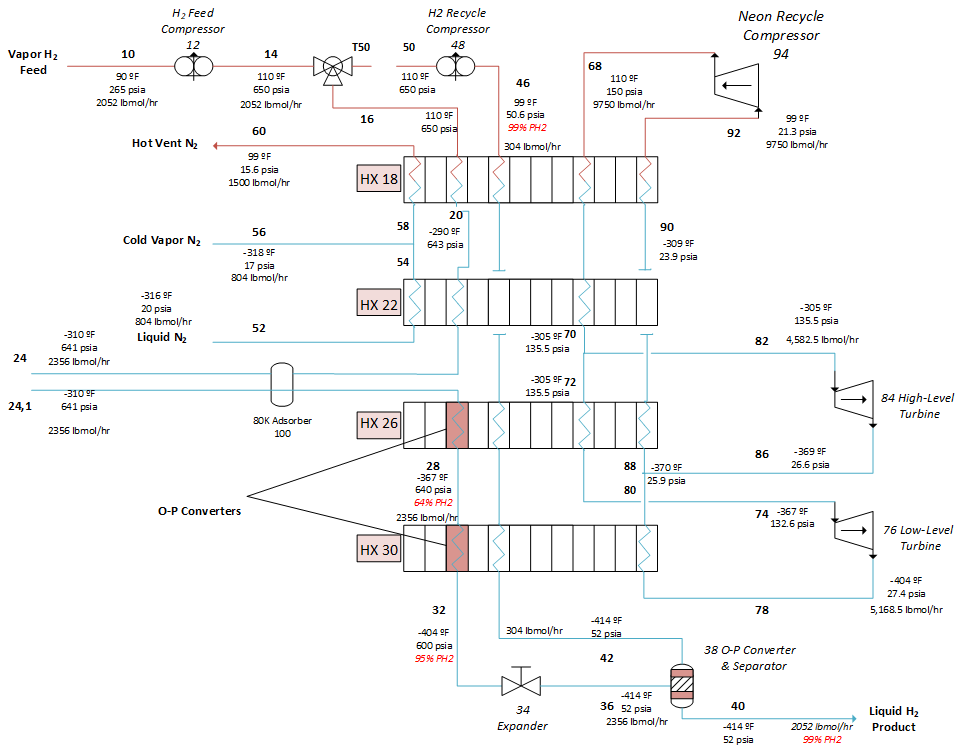 H₂ Feed
Compressor
12
H2 Recycle
Compressor
48
Neon Recycle
Compressor
94
Vapor H₂
Feed
10
90 ºF
265 psia
2052 lbmol/hr
14
110 ºF
650 psia
2052 lbmol/hr
T50
50
110 ºF
650 psia
46
99 ºF
50.6 psia
99% PH2
304 lbmol/hr
68
110 ºF
150 psia
9750 lbmol/hr
92
99 ºF
21.3 psia
9750 lbmol/hr
16
110 ºF
650 psia
60
Hot Vent N₂
99 ºF
15.6 psia
1500 lbmol/hr
HX 18
20
-290 ºF
643 psia
58
90
-309 ºF
23.9 psia
56
Cold Vapor N₂
-318 ºF
17 psia
804 lbmol/hr
54
HX 22
-316 ºF
20 psia
804 lbmol/hr
Liquid N₂
52
-305 ºF
135.5 psia
70
82
-305 ºF
135.5 psia
4,582.5 lbmol/hr
-310 ºF
641 psia
2356 lbmol/hr
24
24,1
-310 ºF
641 psia
2356 lbmol/hr
80K Adsorber
100
-305 ºF
135.5 psia
72
HX 26
84 High-Level
Turbine
86
-369 ºF
26.6 psia
28
-367 ºF
640 psia
64% PH2
2356 lbmol/hr
88
-370 ºF
25.9 psia
80
O-P Converters
74
-367 ºF
132.6 psia
76 Low-Level
Turbine
HX 30
-404 ºF
27.4 psia
5,168.5 lbmol/hr
78
32
-404 ºF
600 psia
95% PH2
304 lbmol/hr
-414 ºF
52 psia
42
38 O-P Converter
& Separator
34
Expander
36
-414 ºF
52 psia
2356 lbmol/hr
40
-414 ºF
52 psia
2052 lbmol/hr
99% PH2
Liquid H₂
Product